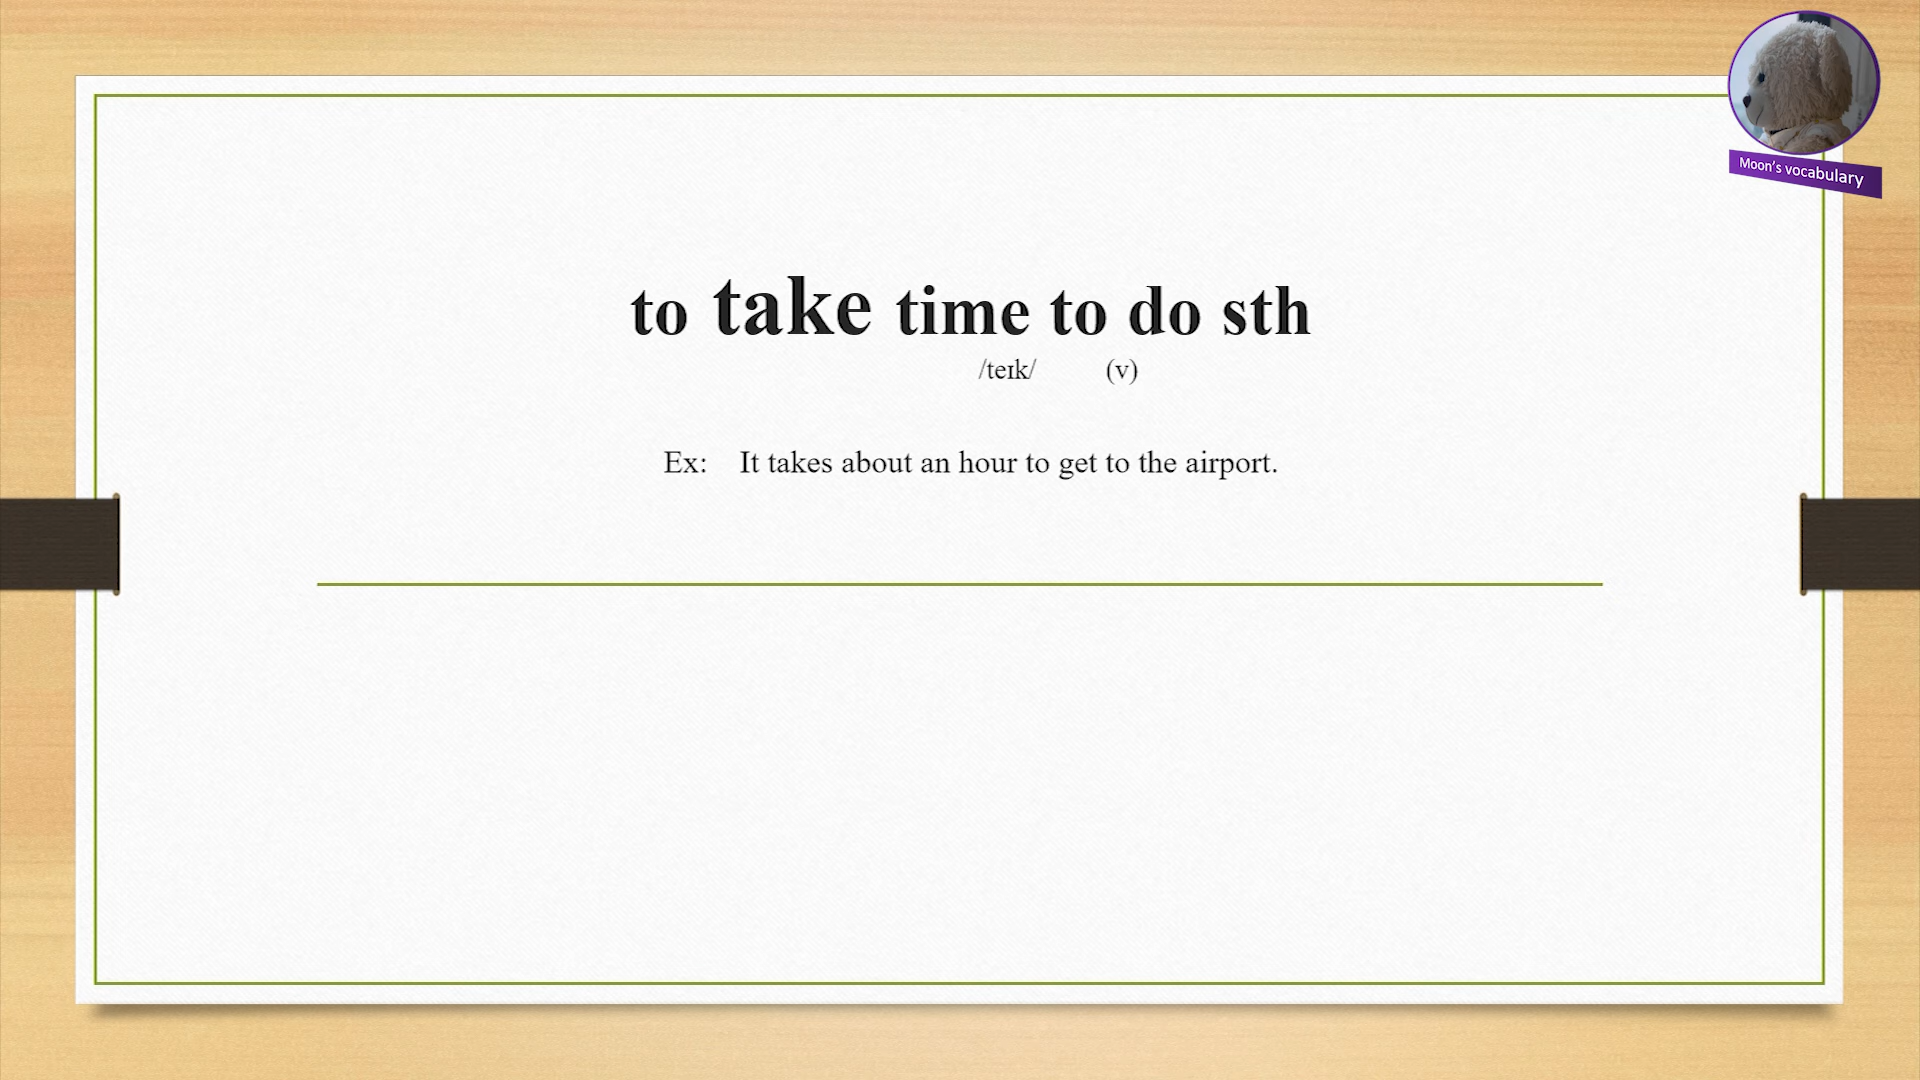 Moon's vocabulary
to take time to do sth
/teɪk/ (v)
Ex: It takes about an hour to get to the airport.